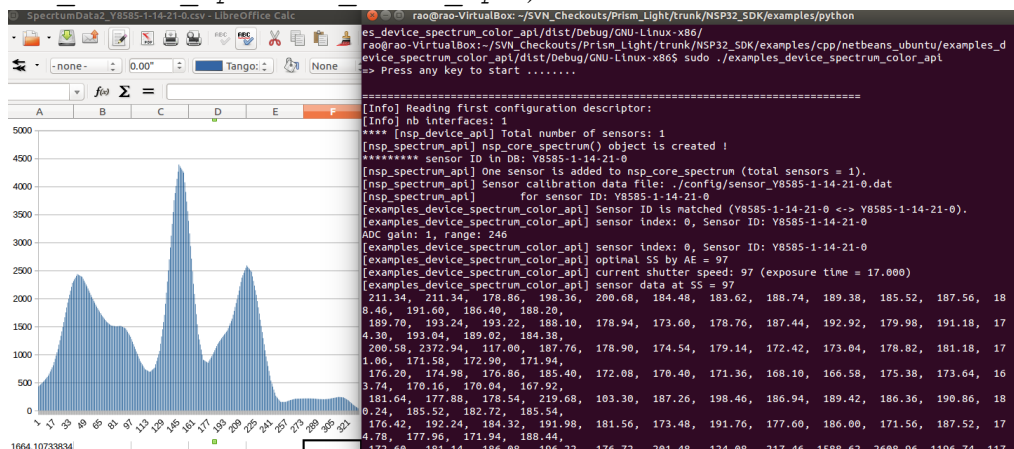 SpecrtumData2_Y8585-1-14-21-0.csv - LibreOffice Calc
-none-
0.00"
Tango:
None
f(x) Σ =
A B C D E F
5000
4500
4000
3500
3000
2500
2000
1500
1000
500
0
1 17 33 49 65 81 97 113 129 145 161 177 193 209 225 241 257 273 289 305 321
1664.10733834
rao@rao-VirtualBox: ~/SVN_Checkouts/Prism_Light/trunk/NSP32_SDK/examples/python
es_device_spectrum_color_api/dist/Debug/GNU-Linux-x86/
rao@rao-VirtualBox:~/SVN_Checkouts/Prism_Light/trunk/NSP32_SDK/examples/cpp/netbeans_ubuntu/examples_d
evice_spectrum_color_api/dist/Debug/GNU-Linux-x86$ sudo ./examples_device_spectrum_color_api
=> Press any key to start ........
================================================================================
[Info] Reading first configuration descriptor:
[Info] nb interfaces: 1
**** [nsp_device_api] Total number of sensors: 1
[nsp_spectrum_api] nsp_core_spectrum() object is created !
********* sensor ID in DB: Y8585-1-14-21-0
[nsp_spectrum_api] One sensor is added to nsp_core_spectrum (total sensors = 1).
[nsp_spectrum_api] Sensor calibration data file: ./config/sensor_Y8585-1-14-21-0.dat
[nsp_spectrum_api] for sensor ID: Y8585-1-14-21-0
[examples_device_spectrum_color_api] Sensor ID is matched (Y8585-1-14-21-0 <-> Y8585-1-14-21-0).
[examples_device_spectrum_color_api] sensor index: 0, Sensor ID: Y8585-1-14-21-0
ADC gain: 1, range: 246
[examples_device_spectrum_color_api] sensor index: 0, Sensor ID: Y8585-1-14-21-0
[examples_device_spectrum_color_api] optimal SS by AE = 97
[examples_device_spectrum_color_api] current shutter speed: 97 (exposure time = 17.000)
[examples_device_spectrum_color_api] sensor data at SS = 97
211.34, 211.34, 178.86, 198.36, 200.68, 184.48, 183.62, 188.74, 189.38, 185.52, 187.56, 18
8.46, 191.60, 186.40, 188.20,
189.70, 193.24, 193.22, 188.10, 178.94, 173.60, 178.76, 187.44, 192.92, 179.98, 191.18, 17
4.30, 193.04, 189.02, 184.38,
200.58, 2372.94, 117.00, 187.76, 178.90, 174.54, 179.14, 172.42, 173.04, 178.82, 181.18, 17
1.06, 171.58, 172.90, 171.94,
176.20, 174.98, 176.86, 185.40, 172.08, 170.40, 171.36, 168.10, 166.58, 175.38, 173.64, 16
3.74, 170.16, 170.04, 167.92,
181.64, 177.88, 178.54, 219.68, 103.30, 187.26, 198.46, 186.94, 189.42, 186.36, 190.86, 18
0.24, 185.52, 182.72, 185.54,
176.42, 192.24, 184.32, 191.98, 181.56, 173.48, 191.76, 177.60, 186.00, 171.56, 187.52, 17
4.78, 177.96, 171.94, 188.44,